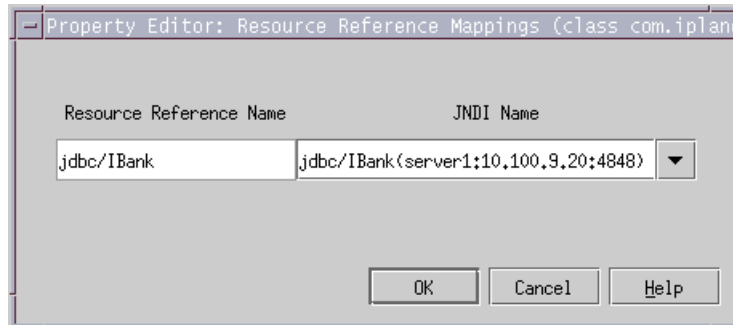 Property Editor: Resource Reference Mappings (class com.iplan
Resource Reference Name JNDI Name
jdbc/IBank jdbc/IBank(server1:10.100.9.20:4848)
OK Cancel Help